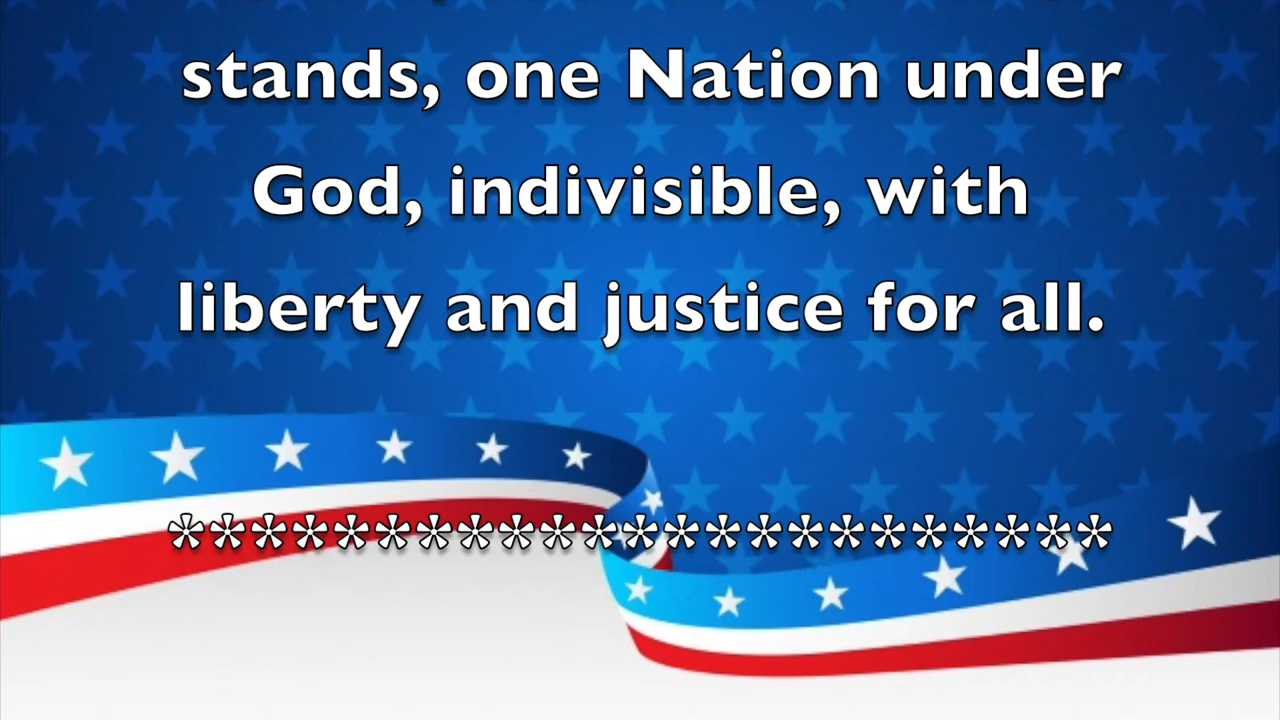 stands, one Nation under
God, indivisible, with
liberty and justice for all.
***********************